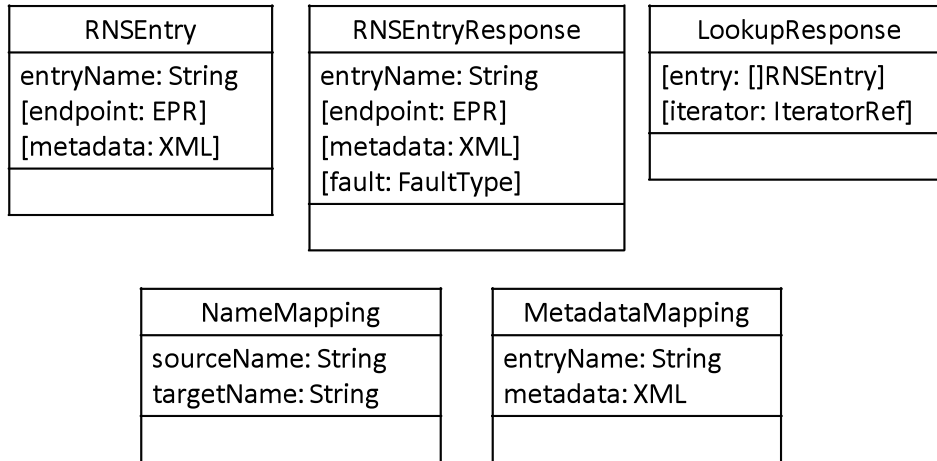 RNSEntry
entryName: String
[endpoint: EPR]
[metadata: XML]
RNSEntryResponse
entryName: String
[endpoint: EPR]
[metadata: XML]
[fault: FaultType]
LookupResponse
[entry: []RNSEntry]
[iterator: IteratorRef]
NameMapping
sourceName: String
targetName: String
MetadataMapping
entryName: String
metadata: XML